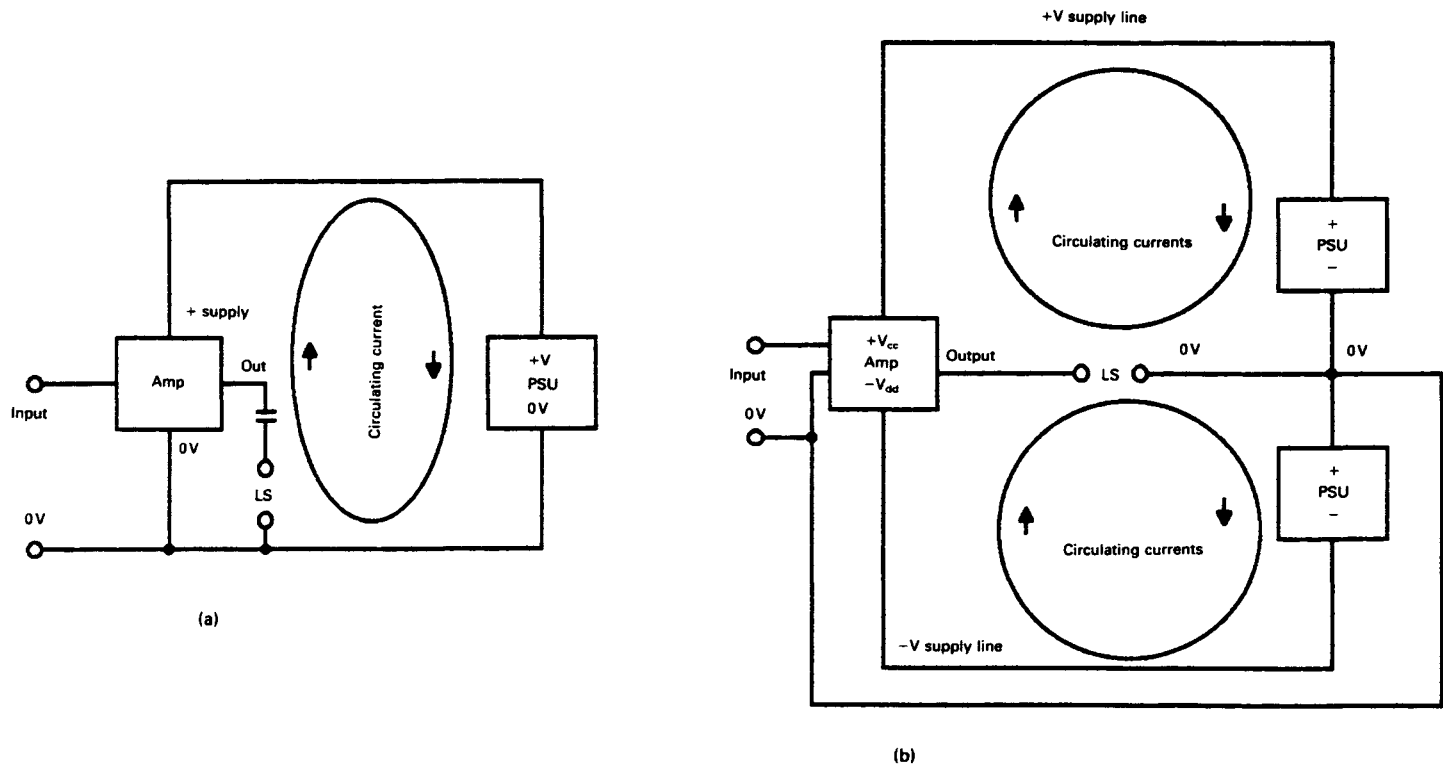 + supply
Amp
Out
Input
0V
LS
0V
Circulating current
+V
PSU
0V
(a)
+V supply line
Circulating currents
+
PSU
−
+Vcc
Amp
−Vdd
Output
LS
0V
0V
Input
0V
+
PSU
−
Circulating currents
−V supply line
(b)